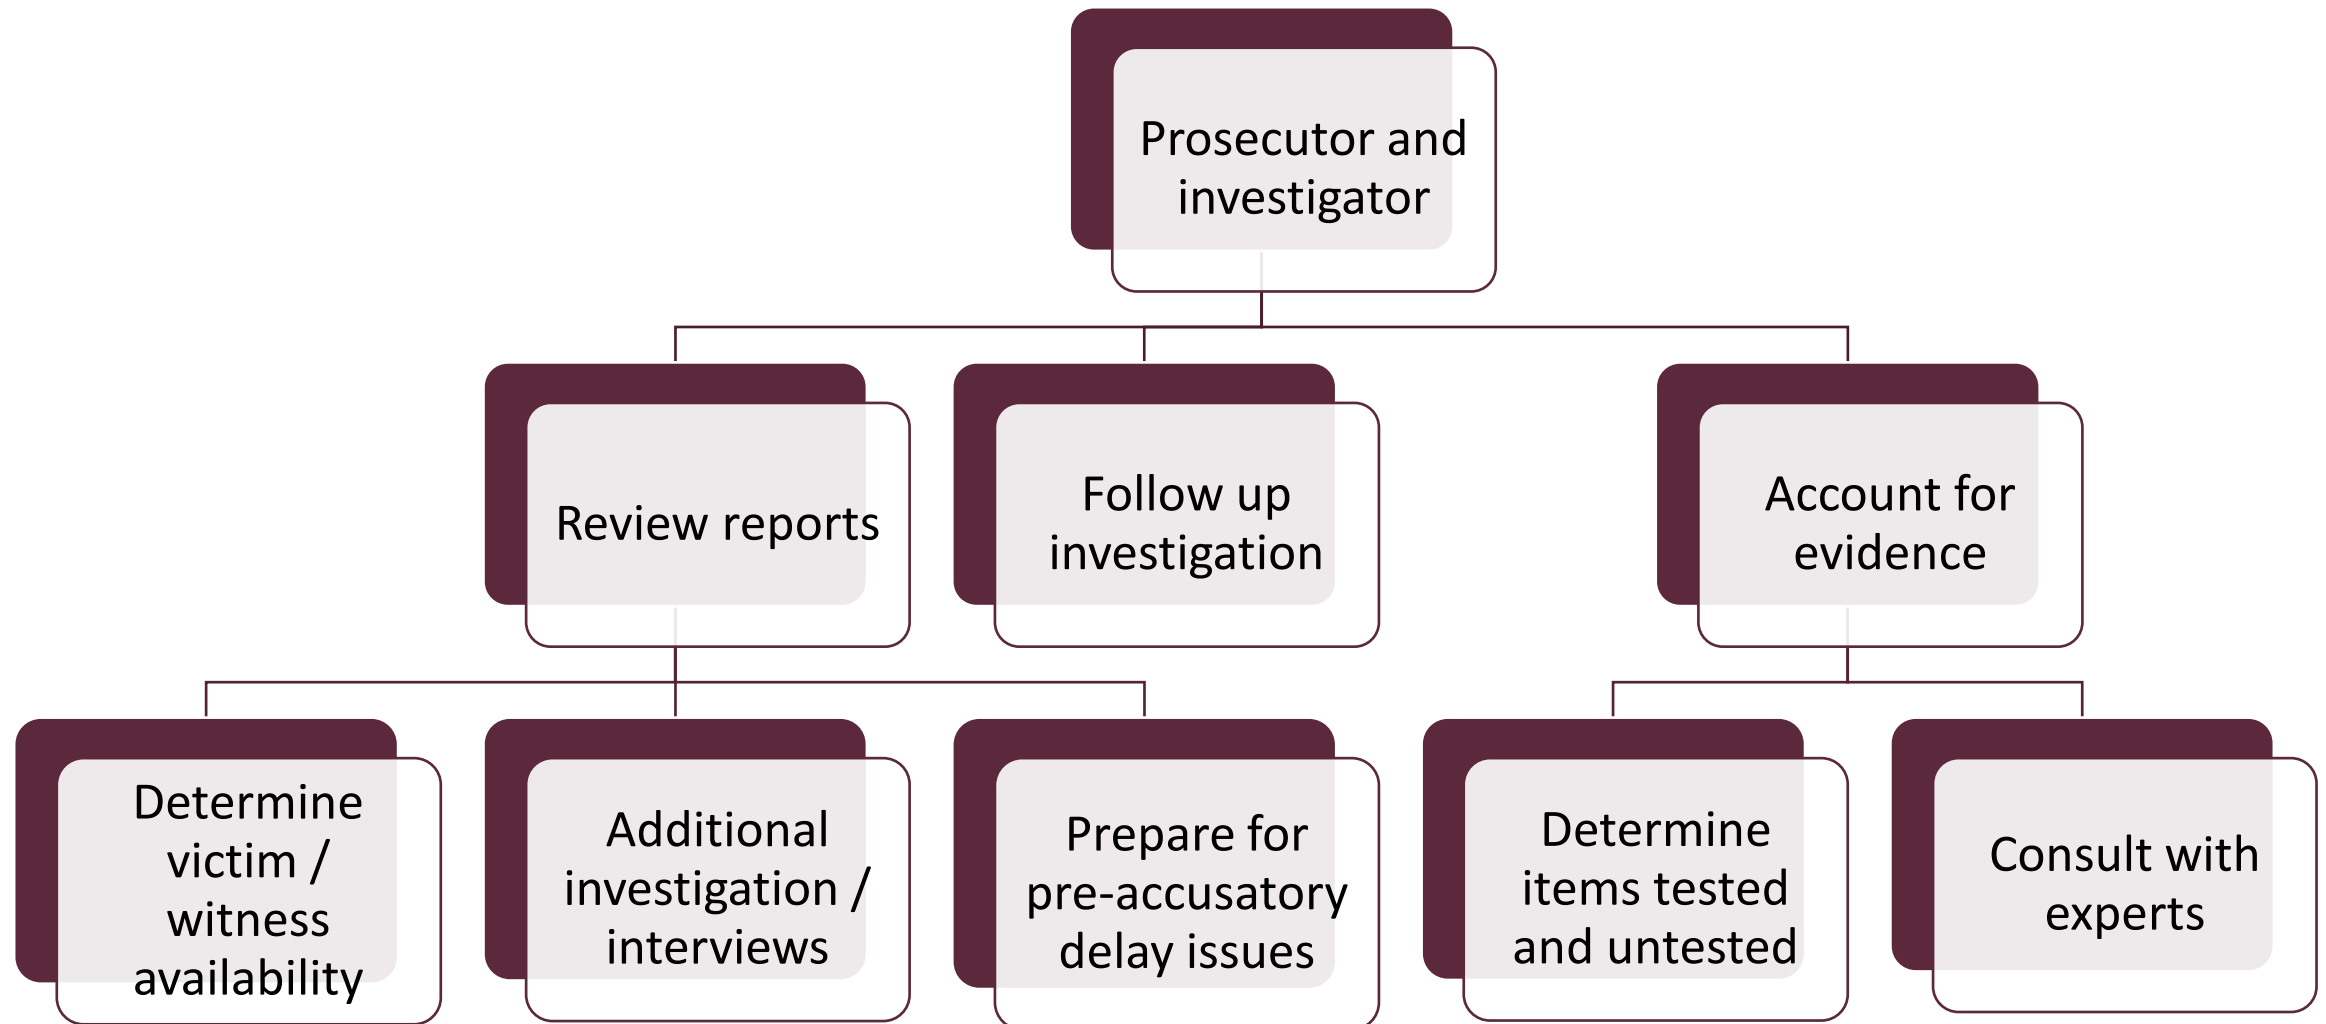 Prosecutor and
investigator
Review reports
Follow up
investigation
Account for
evidence
Determine
victim /
witness
availability
Additional
investigation /
interviews
Prepare for
pre-accusatory
delay issues
Determine
items tested
and untested
Consult with
experts